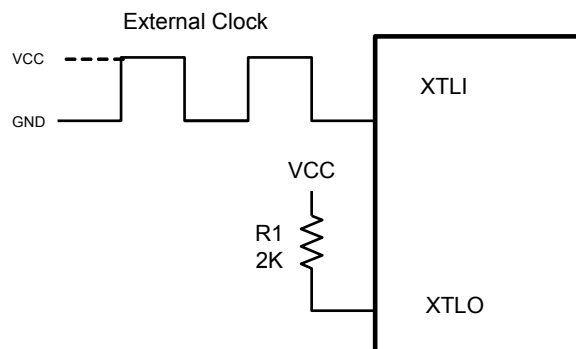 External Clock
VCC
GND
XTLI
VCC
R1
2K
XTLO